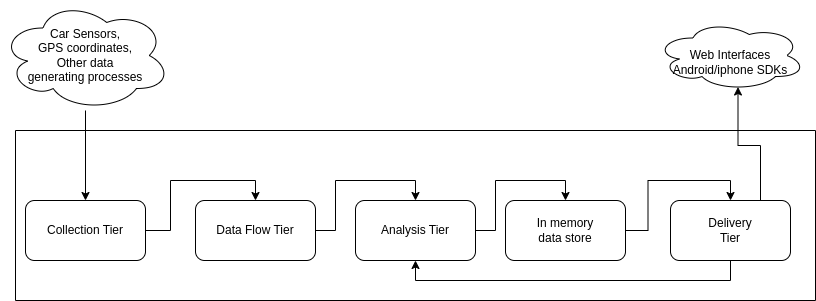 Car Sensors,
GPS coordinates,
Other data
generating processes
Web Interfaces
Android/iphone SDKs
Collection Tier
Data Flow Tier
Analysis Tier
In memory
data store
Delivery
Tier